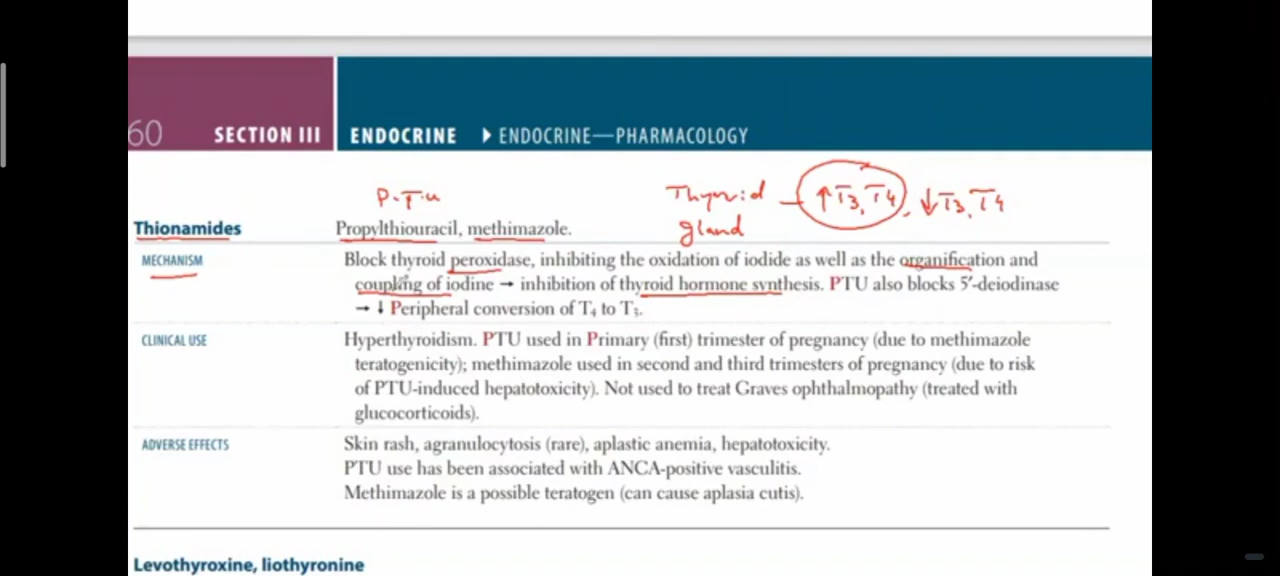 60 SECTION III ENDOCRINE ▶ ENDOCRINE—PHARMACOLOGY
P.T.u
Thyroid gland – ↑T3, T4, ↓T3, T4
Thionamides Propylthiouracil, methimazole.
MECHANISM Block thyroid peroxidase, inhibiting the oxidation of iodide as well as the organification and
coupling of iodine → inhibition of thyroid hormone synthesis. PTU also blocks 5′-deiodinase
→ ↓ Peripheral conversion of T₄ to T₃.
CLINICAL USE Hyperthyroidism. PTU used in Primary (first) trimester of pregnancy (due to methimazole
teratogenicity); methimazole used in second and third trimesters of pregnancy (due to risk
of PTU-induced hepatotoxicity). Not used to treat Graves ophthalmopathy (treated with
glucocorticoids).
ADVERSE EFFECTS Skin rash, agranulocytosis (rare), aplastic anemia, hepatotoxicity.
PTU use has been associated with ANCA-positive vasculitis.
Methimazole is a possible teratogen (can cause aplasia cutis).
Levothyroxine, liothyronine